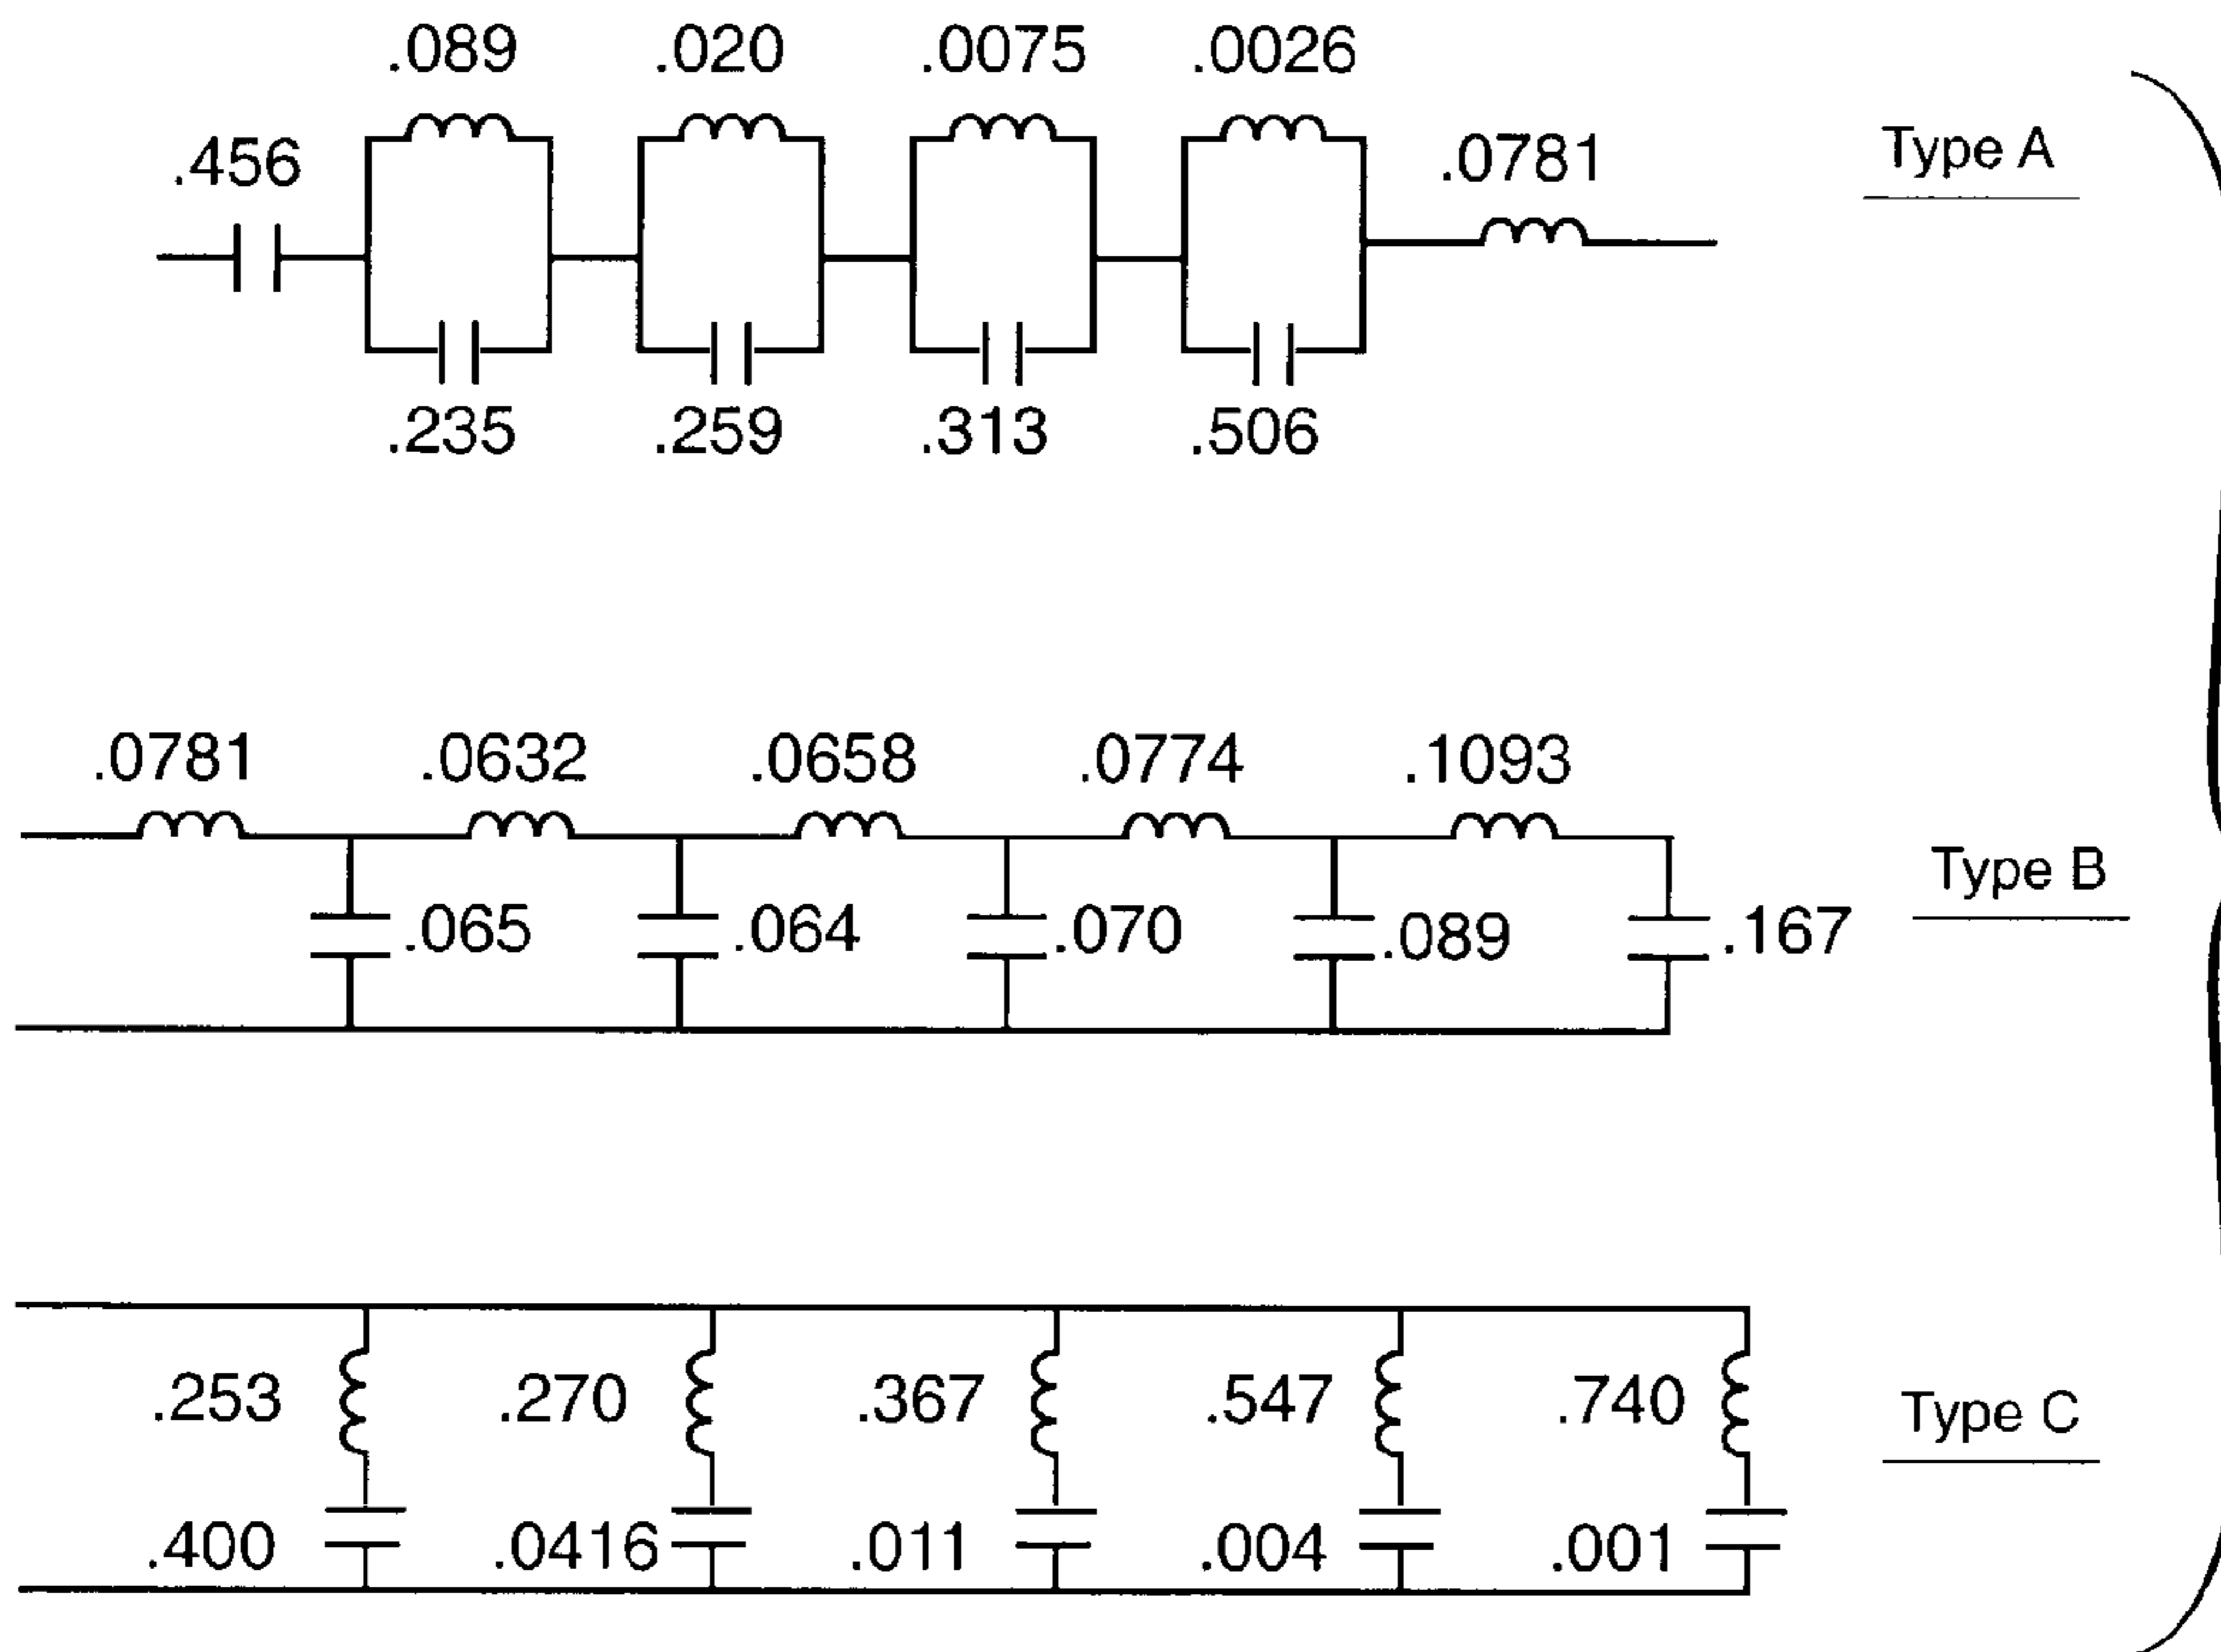 .089 .020 .0075 .0026
.456 .0781 Type A
.235 .259 .313 .506
.0781 .0632 .0658 .0774 .1093
Type B
.065 .064 .070 .089 .167
.253 .270 .367 .547 .740 Type C
.400 .0416 .011 .004 .001